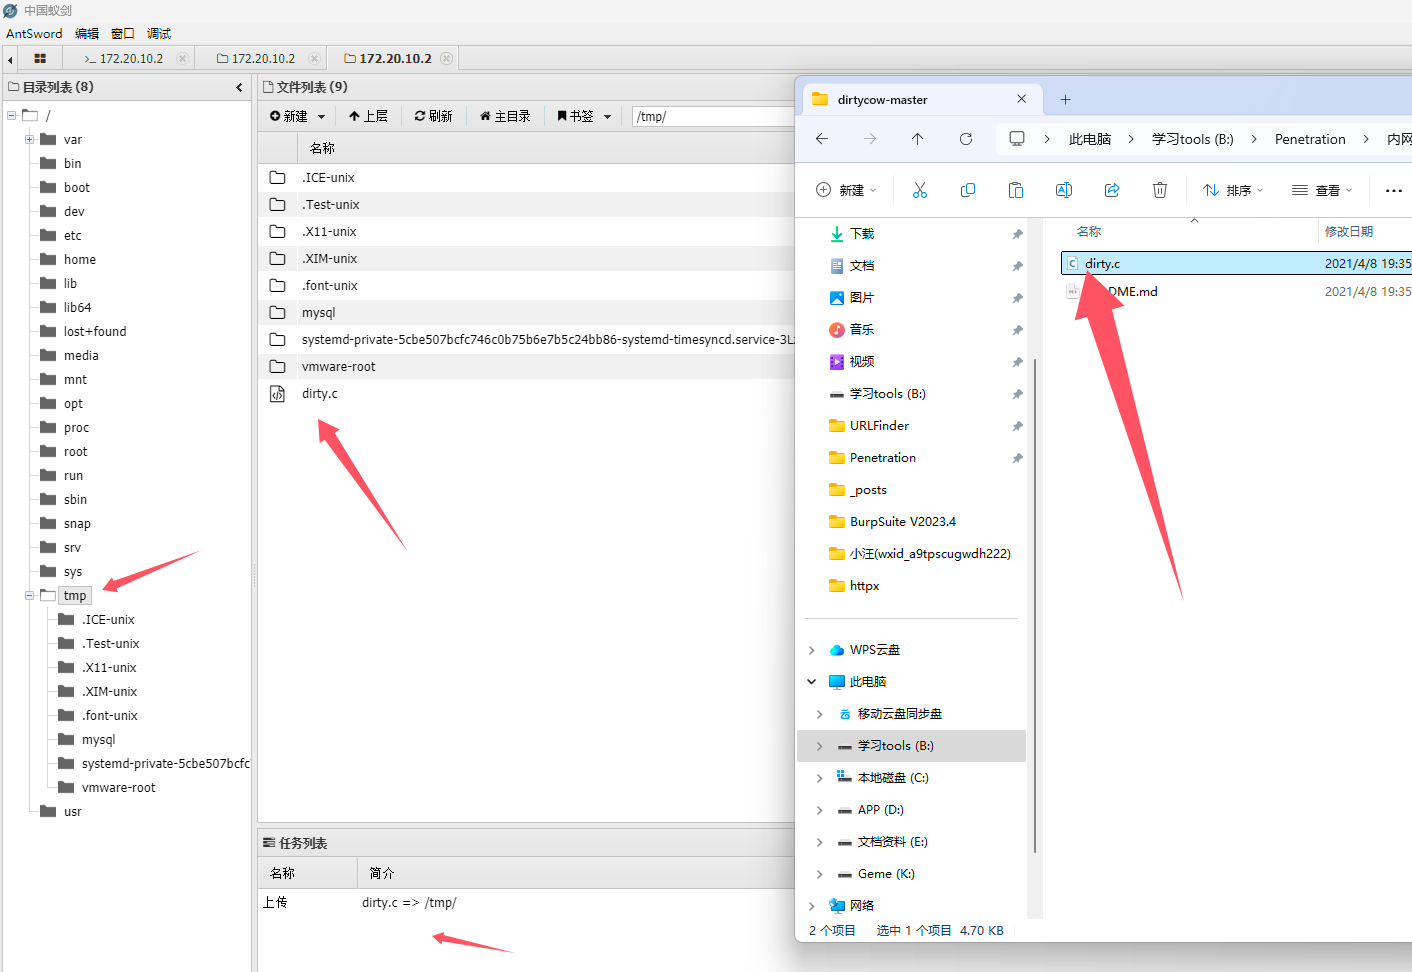 中国蚁剑
AntSword 编辑 窗口 调试
>_ 172.20.10.2
172.20.10.2
172.20.10.2
目录列表 (8)
/
var
bin
boot
dev
etc
home
lib
lib64
lost+found
media
mnt
opt
proc
root
run
sbin
snap
srv
sys
tmp
.ICE-unix
.Test-unix
.X11-unix
.XIM-unix
.font-unix
mysql
systemd-private-5cbe507bcfc
vmware-root
usr
文件列表 (9)
新建 上层 刷新 主目录 书签 /tmp/
名称
.ICE-unix
.Test-unix
.X11-unix
.XIM-unix
.font-unix
mysql
systemd-private-5cbe507bcfc746c0b75b6e7b5c24bb86-systemd-timesyncd.service-3L
vmware-root
dirty.c
任务列表
名称 简介
上传 dirty.c => /tmp/
dirtycow-master
此电脑 学习tools (B:) Penetration 内网
新建 排序 查看
下载
文档
图片
音乐
视频
学习tools (B:)
URLFinder
Penetration
_posts
BurpSuite V2023.4
小汪(wxid_a9tpscugwdh222)
httpx
WPS云盘
此电脑
移动云盘同步盘
学习tools (B:)
本地磁盘 (C:)
APP (D:)
文档资料 (E:)
Geme (K:)
网络
名称 修改日期
dirty.c 2021/4/8 19:35
DME.md 2021/4/8 19:35
2 个项目 选中 1 个项目 4.70 KB